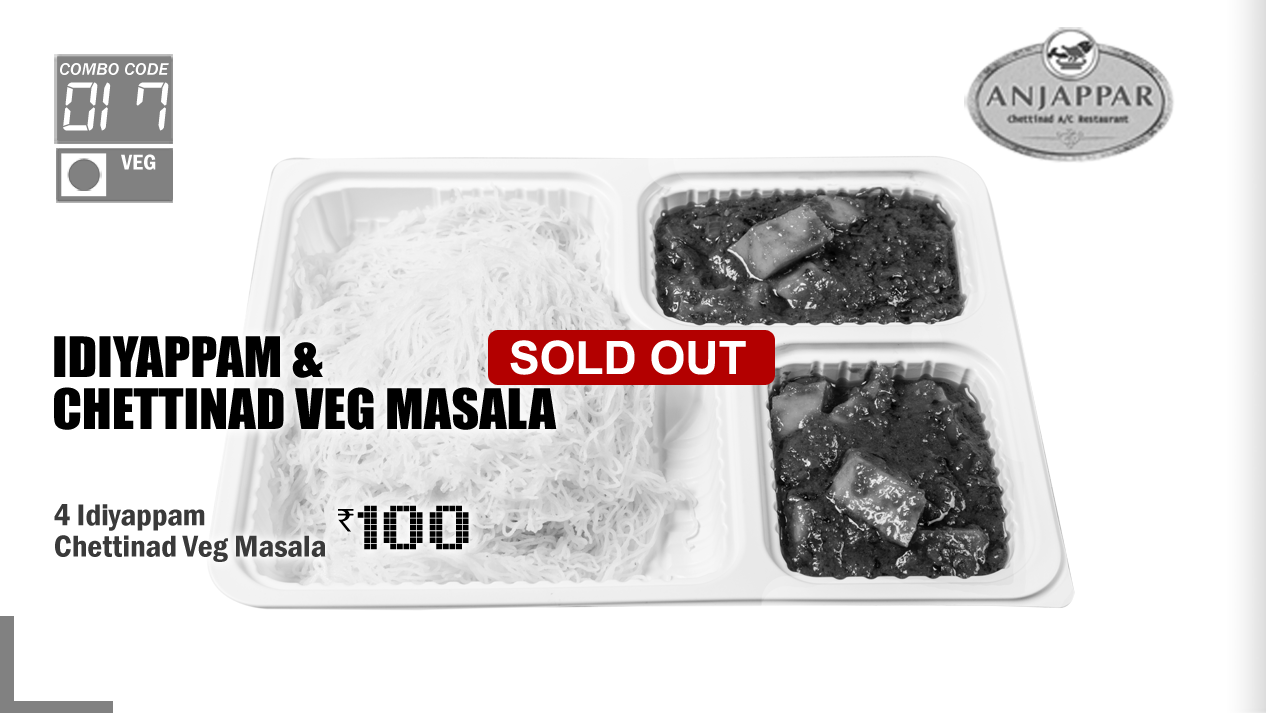 COMBO CODE
017
VEG
ANJAPPAR
Chettinad A/C Restaurant
IDIYAPPAM &
CHETTINAD VEG MASALA
SOLD OUT
4 Idiyappam
Chettinad Veg Masala
₹100